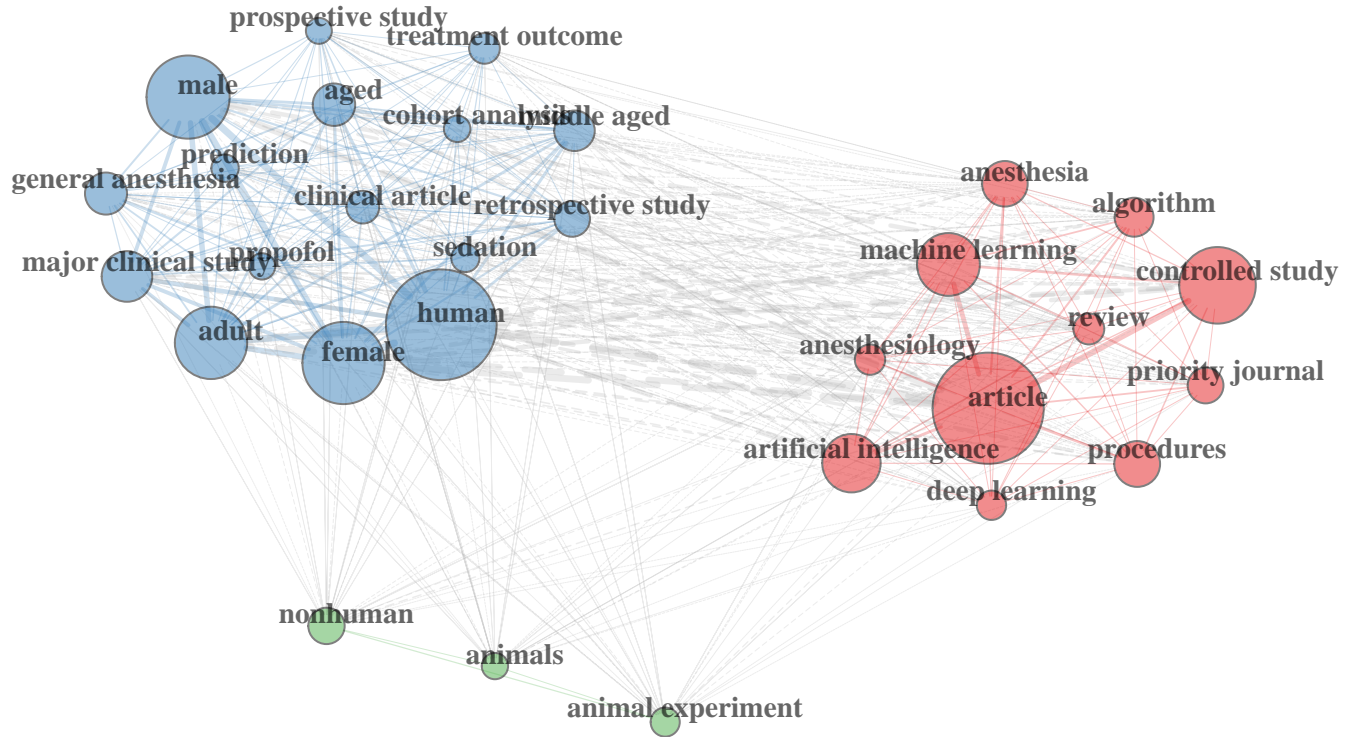 prospective study
treatment outcome
male
aged
cohort analysis
middle aged
prediction
general anesthesia
clinical article
retrospective study
propofol
sedation
major clinical study
human
adult
female
anesthesia
algorithm
machine learning
controlled study
review
anesthesiology
priority journal
article
artificial intelligence
procedures
deep learning
nonhuman
animals
animal experiment